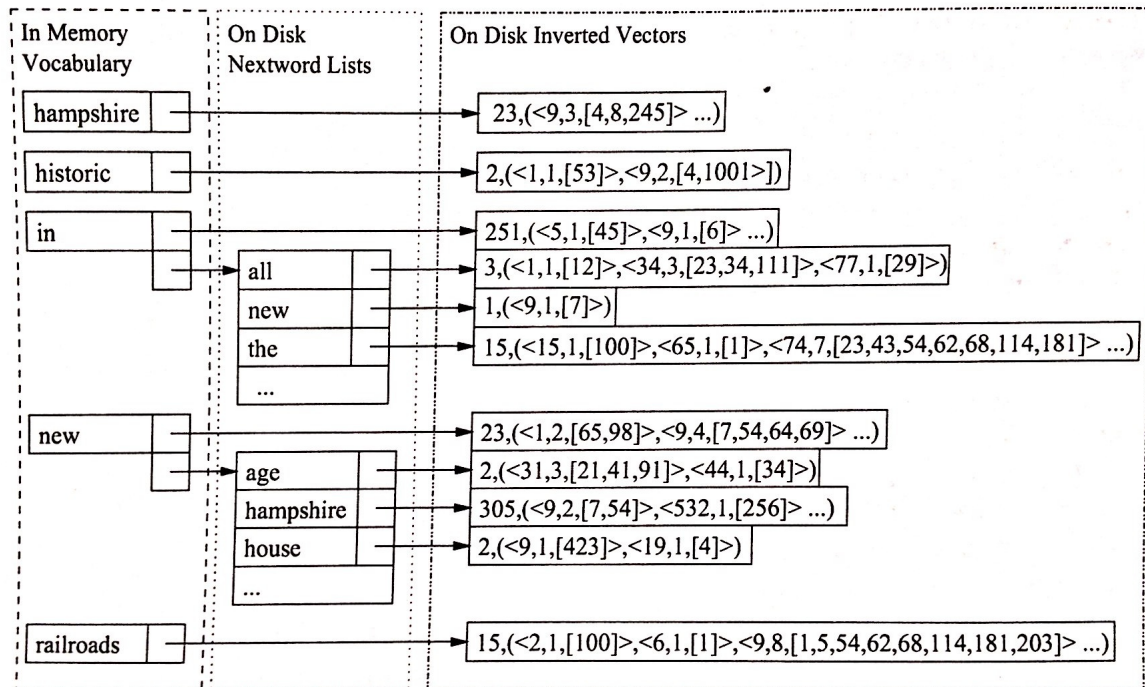 In Memory
Vocabulary
On Disk
Nextword Lists
On Disk Inverted Vectors
hampshire
23,(<9,3,[4,8,245]> ...)
historic
2,(<1,1,[53]>,<9,2,[4,1001>])
in
251,(<5,1,[45]>,<9,1,[6]> ...)
all
3,(<1,1,[12]>,<34,3,[23,34,111]>,<77,1,[29]>)
new
1,(<9,1,[7]>)
the
15,(<15,1,[100]>,<65,1,[1]>,<74,7,[23,43,54,62,68,114,181]> ...)
...
new
23,(<1,2,[65,98]>,<9,4,[7,54,64,69]> ...)
age
2,(<31,3,[21,41,91]>,<44,1,[34]>)
hampshire
305,(<9,2,[7,54]>,<532,1,[256]> ...)
house
2,(<9,1,[423]>,<19,1,[4]>)
...
railroads
15,(<2,1,[100]>,<6,1,[1]>,<9,8,[1,5,54,62,68,114,181,203]> ...)